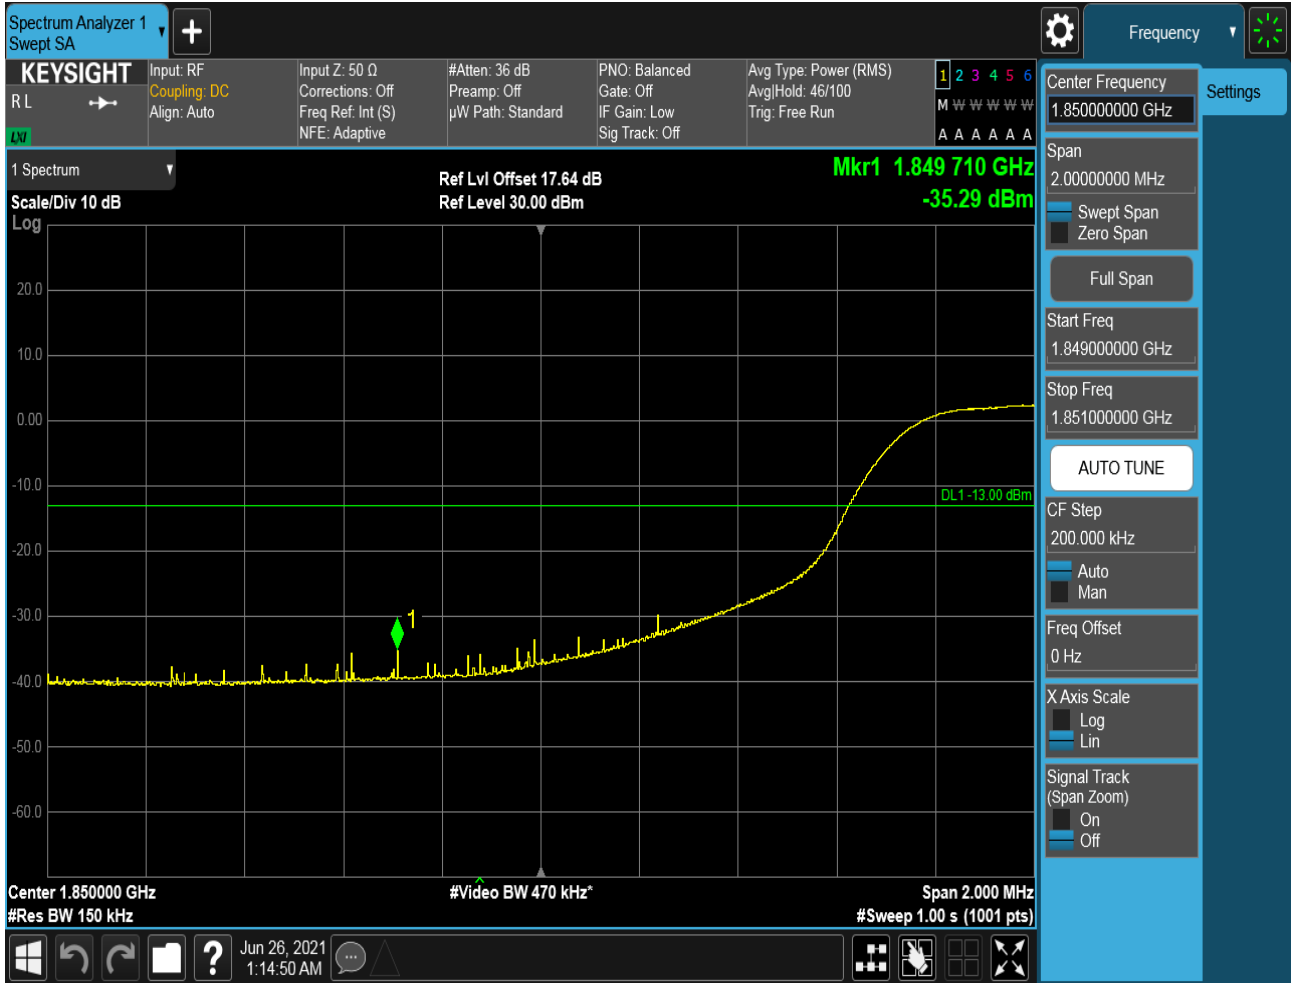 Spectrum Analyzer 1
Swept SA
+
Frequency
KEYSIGHT
R L
LXI
Input: RF
Coupling: DC
Align: Auto
Input Z: 50 Ω
Corrections: Off
Freq Ref: Int (S)
NFE: Adaptive
#Atten: 36 dB
Preamp: Off
µW Path: Standard
PNO: Balanced
Gate: Off
IF Gain: Low
Sig Track: Off
Avg Type: Power (RMS)
Avg|Hold: 46/100
Trig: Free Run
1 2 3 4 5 6
M W W W W W
A A A A A A
1 Spectrum
Scale/Div 10 dB
Log
Ref Lvl Offset 17.64 dB
Ref Level 30.00 dBm
Mkr1 1.849 710 GHz
-35.29 dBm
20.0
10.0
0.00
-10.0
-20.0
-30.0
-40.0
-50.0
-60.0
DL1 -13.00 dBm
1
Center 1.850000 GHz
#Res BW 150 kHz
#Video BW 470 kHz*
Span 2.000 MHz
#Sweep 1.00 s (1001 pts)
Jun 26, 2021
1:14:50 AM
?
Center Frequency
1.850000000 GHz
Settings
Span
2.00000000 MHz
Swept Span
Zero Span
Full Span
Start Freq
1.849000000 GHz
Stop Freq
1.851000000 GHz
AUTO TUNE
CF Step
200.000 kHz
Auto
Man
Freq Offset
0 Hz
X Axis Scale
Log
Lin
Signal Track
(Span Zoom)
On
Off